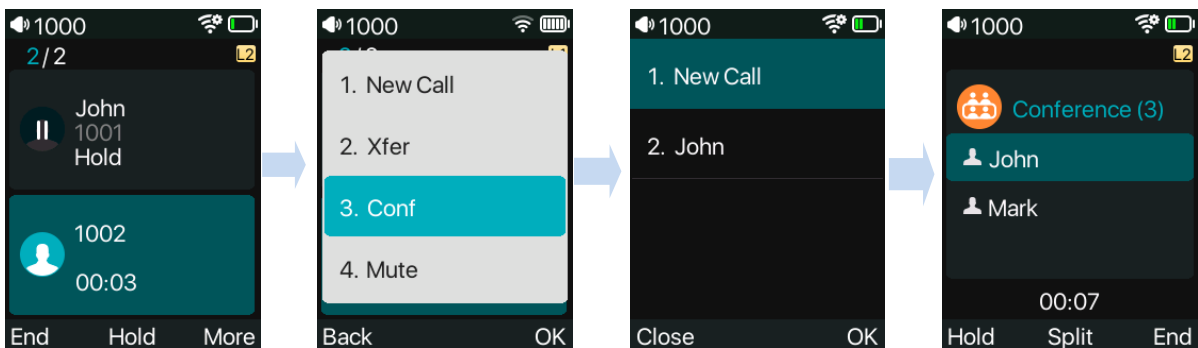 1000
2/2
L2
John
1001
Hold
1002
00:03
End Hold More
1000
1. New Call
2. Xfer
3. Conf
4. Mute
Back OK
1000
1. New Call
2. John
Close OK
1000
L2
Conference (3)
John
Mark
00:07
Hold Split End